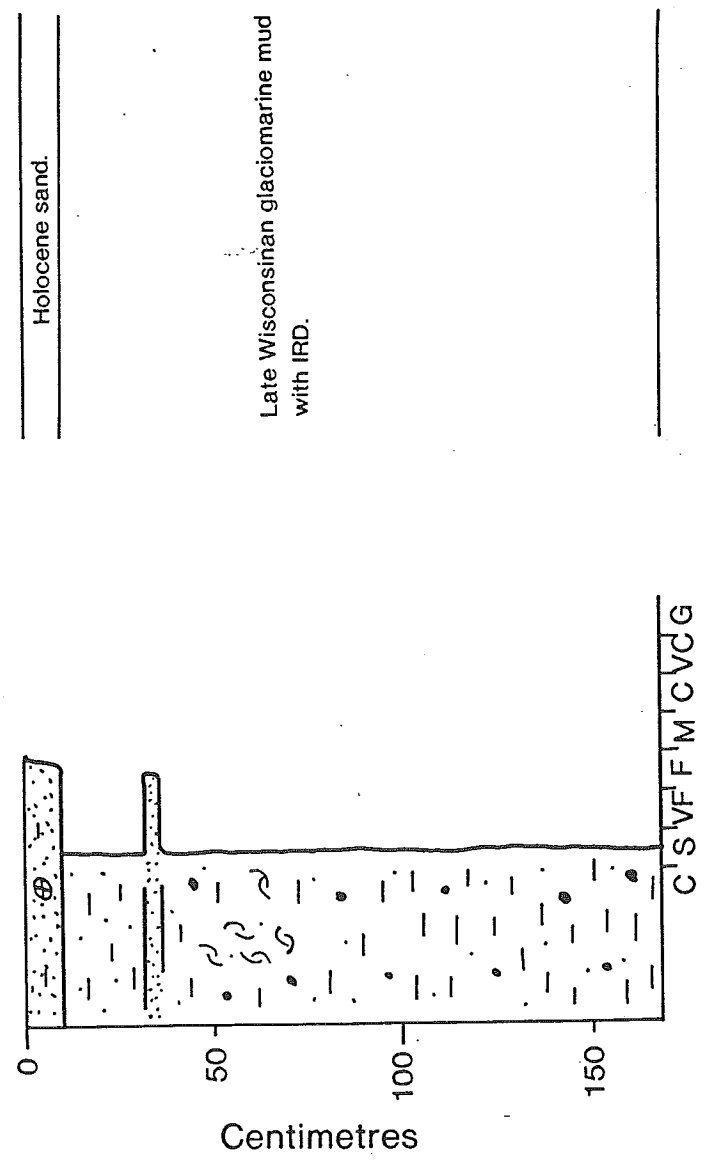 Holocene sand.
Late Wisconsinan glaciomarine mud
with IRD.
0
50
100
150
Centimetres
C S VF F M C VC G